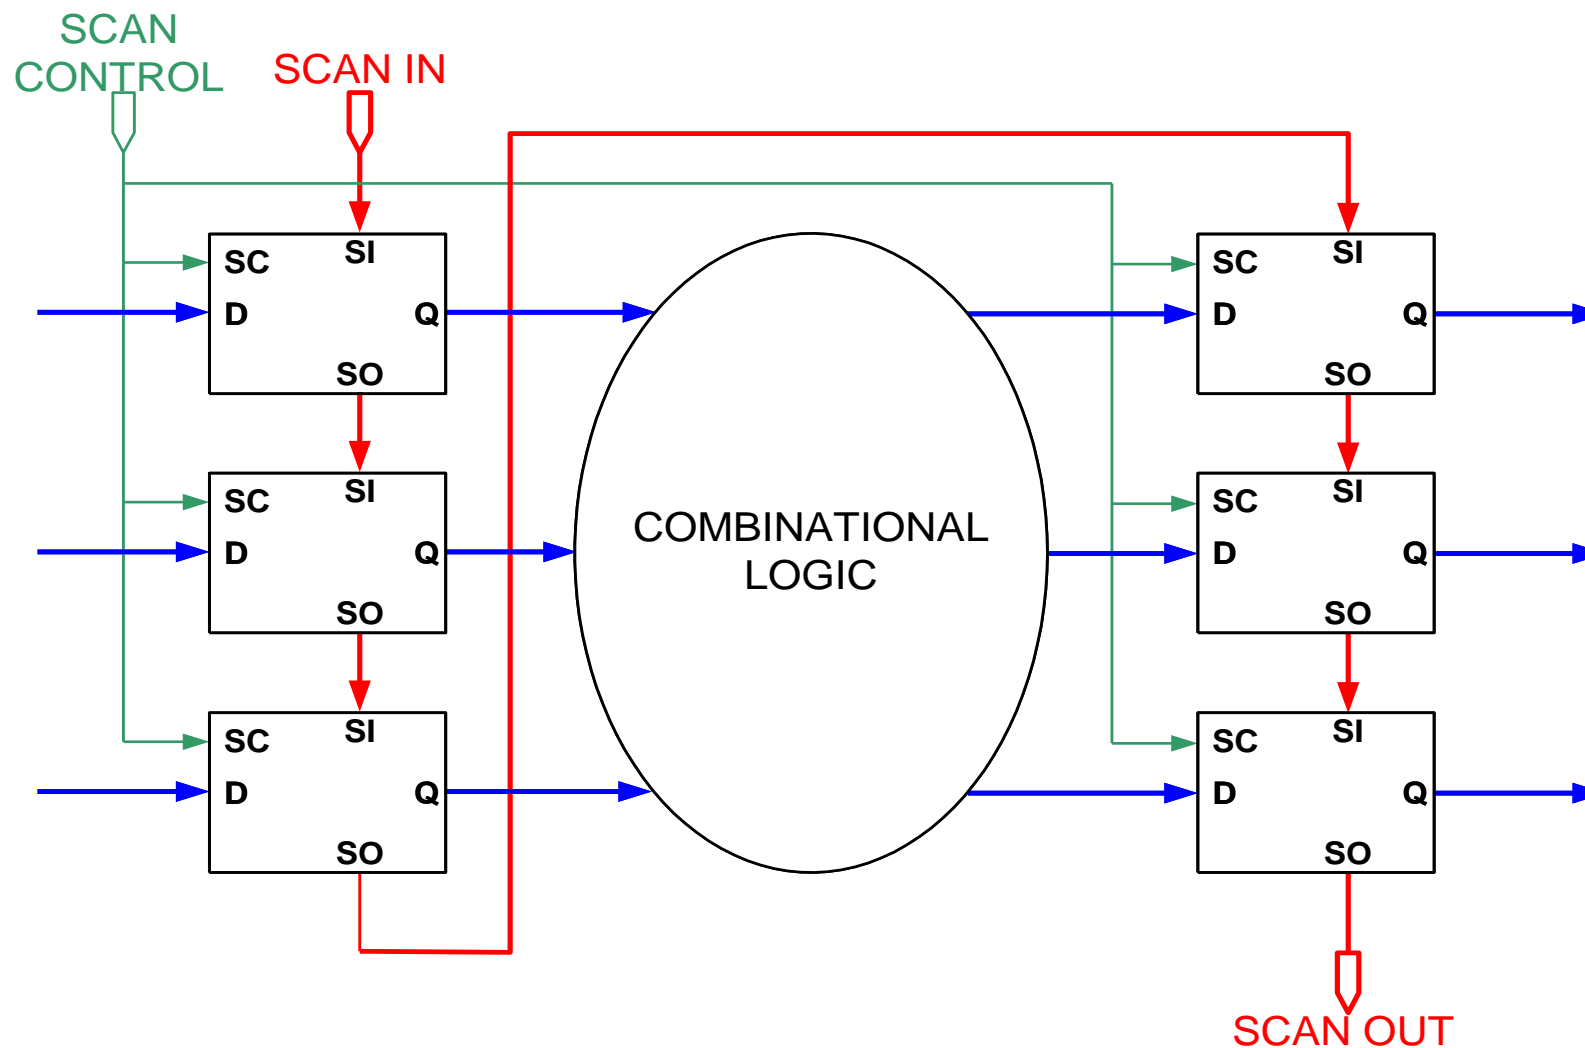 SCAN
CONTROL
SCAN IN
SC
SI
D
Q
SO
SC
SI
D
Q
SO
SC
SI
D
Q
SO
COMBINATIONAL
LOGIC
SC
SI
D
Q
SO
SC
SI
D
Q
SO
SC
SI
D
Q
SO
SCAN OUT